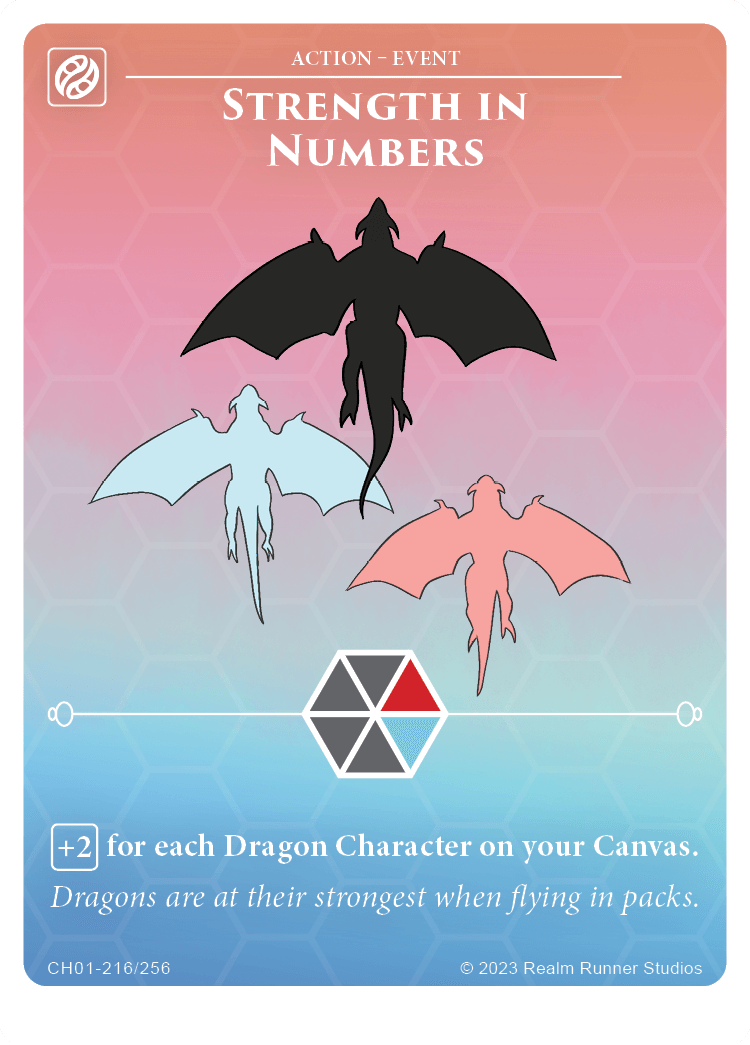 ACTION – EVENT
STRENGTH IN
NUMBERS
+2 for each Dragon Character on your Canvas.
Dragons are at their strongest when flying in packs.
CH01-216/256
© 2023 Realm Runner Studios